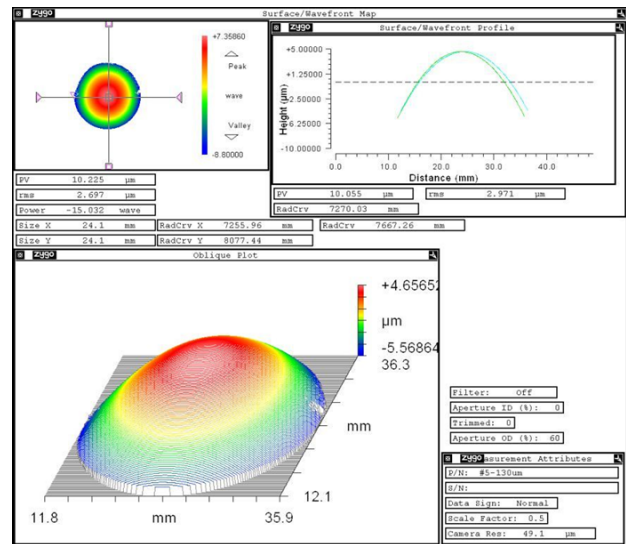 zygo Surface/Wavefront Map
+7.35860
Peak
wave
Valley
-8.80000
zygo Surface/Wavefront Profile
+5.00000
+1.25000
-2.50000
-6.25000
-10.00000
Height (µm)
0.0 10.0 20.0 30.0 40.0
Distance (mm)
PV 10.225 µm
rms 2.697 µm
Power -15.032 wave
Size X 24.1 mm
Size Y 24.1 mm
PV 10.055 µm
rms 2.971 µm
RadCrv 7270.03 mm
RadCrv X 7255.96 mm
RadCrv 7667.26 mm
RadCrv Y 8077.44 mm
zygo Oblique Plot
+4.65652
µm
-5.56864
36.3
mm
12.1
11.8 mm 35.9
Filter: Off
Aperture ID (%): 0
Trimmed: 0
Aperture OD (%): 60
zygo asurement Attributes
P/N: #5-130um
S/N:
Data Sign: Normal
Scale Factor: 0.5
Camera Res: 49.1 µm